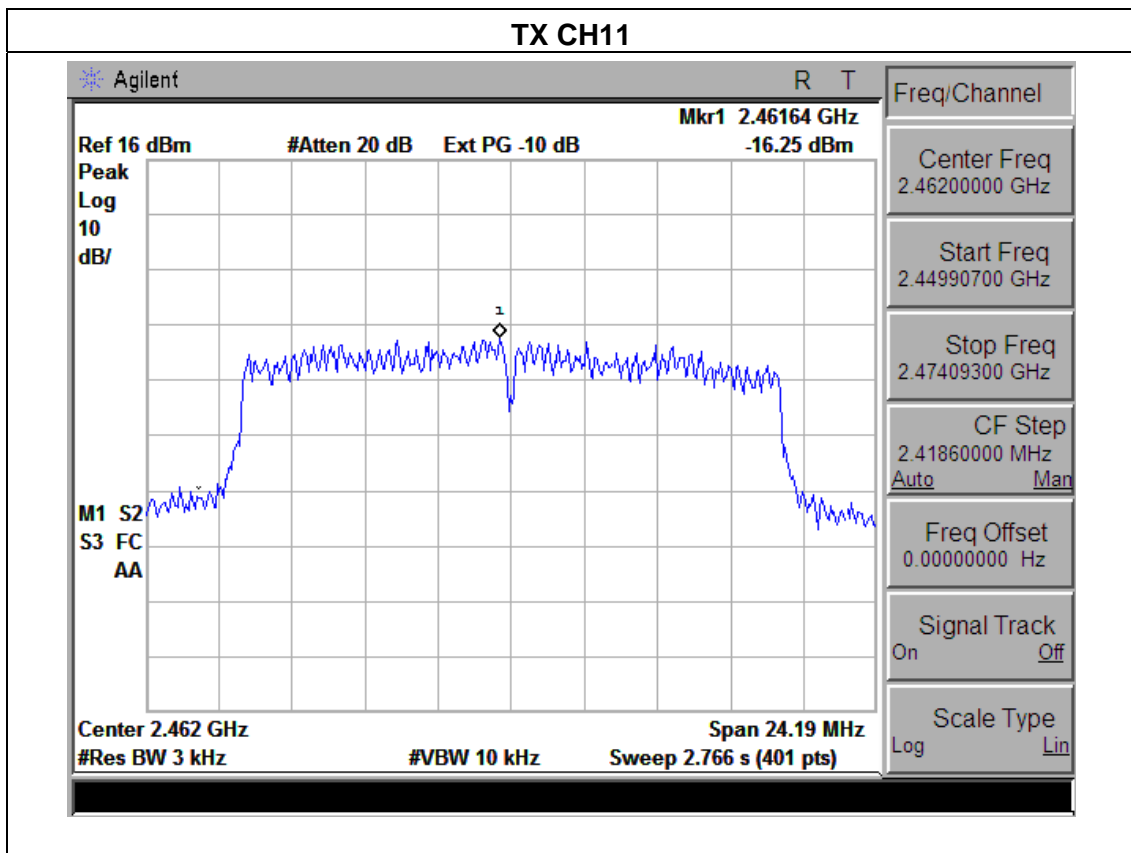 TX CH11
Agilent R T
Mkr1 2.46164 GHz
Ref 16 dBm #Atten 20 dB Ext PG -10 dB -16.25 dBm
Peak
Log
10
dB/
1
M1 S2
S3 FC
AA
Center 2.462 GHz Span 24.19 MHz
#Res BW 3 kHz #VBW 10 kHz Sweep 2.766 s (401 pts)
Freq/Channel
Center Freq
2.46200000 GHz
Start Freq
2.44990700 GHz
Stop Freq
2.47409300 GHz
CF Step
2.41860000 MHz
Auto Man
Freq Offset
0.00000000 Hz
Signal Track
On Off
Scale Type
Log Lin